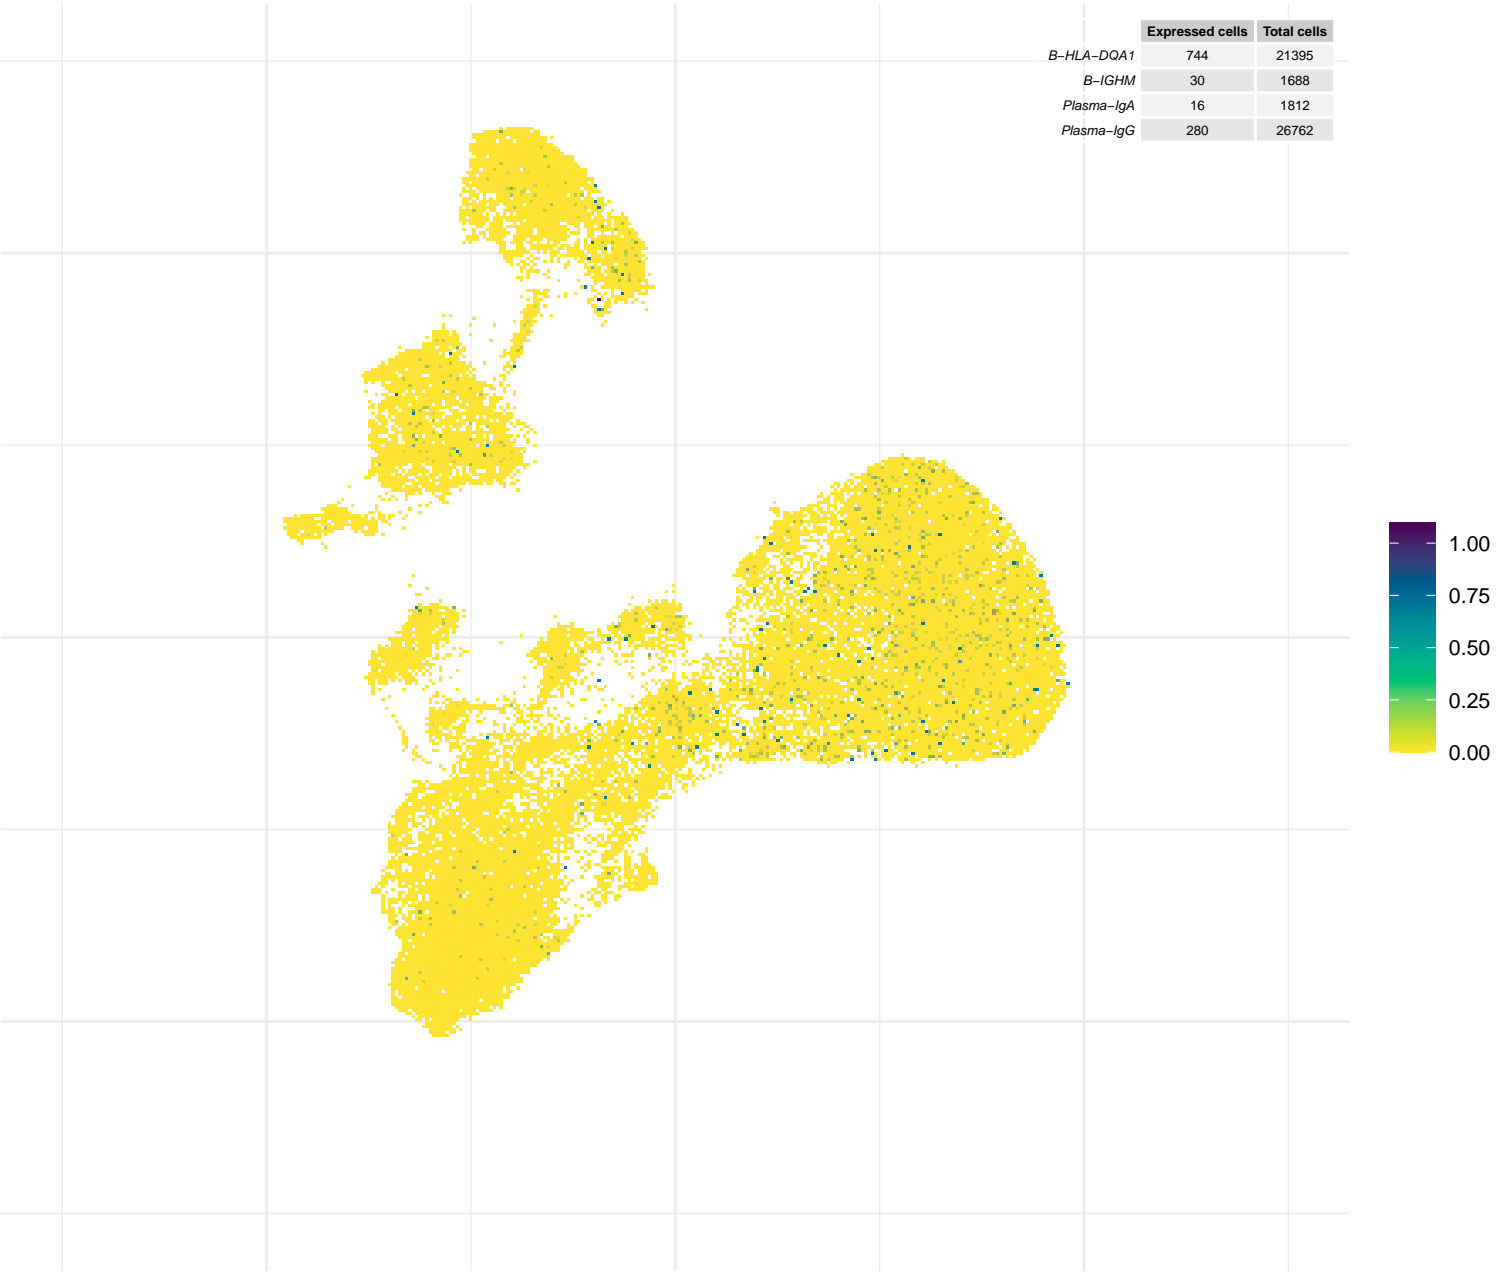 Expressed cells Total cells
B−HLA−DQA1 744 21395
B−IGHM 30 1688
Plasma−IgA 16 1812
Plasma−IgG 280 26762
1.00
0.75
0.50
0.25
0.00